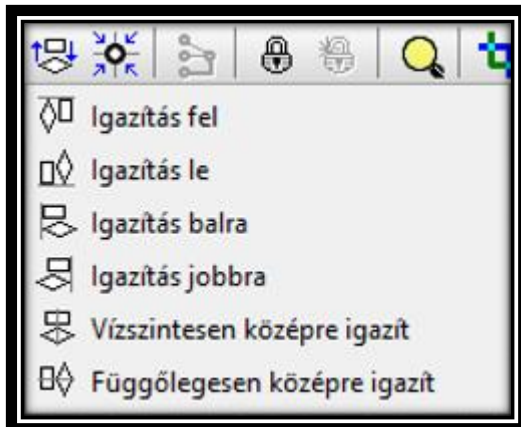 Igazítás fel
Igazítás le
Igazítás balra
Igazítás jobbra
Vízszintesen középre igazít
Függőlegesen középre igazít